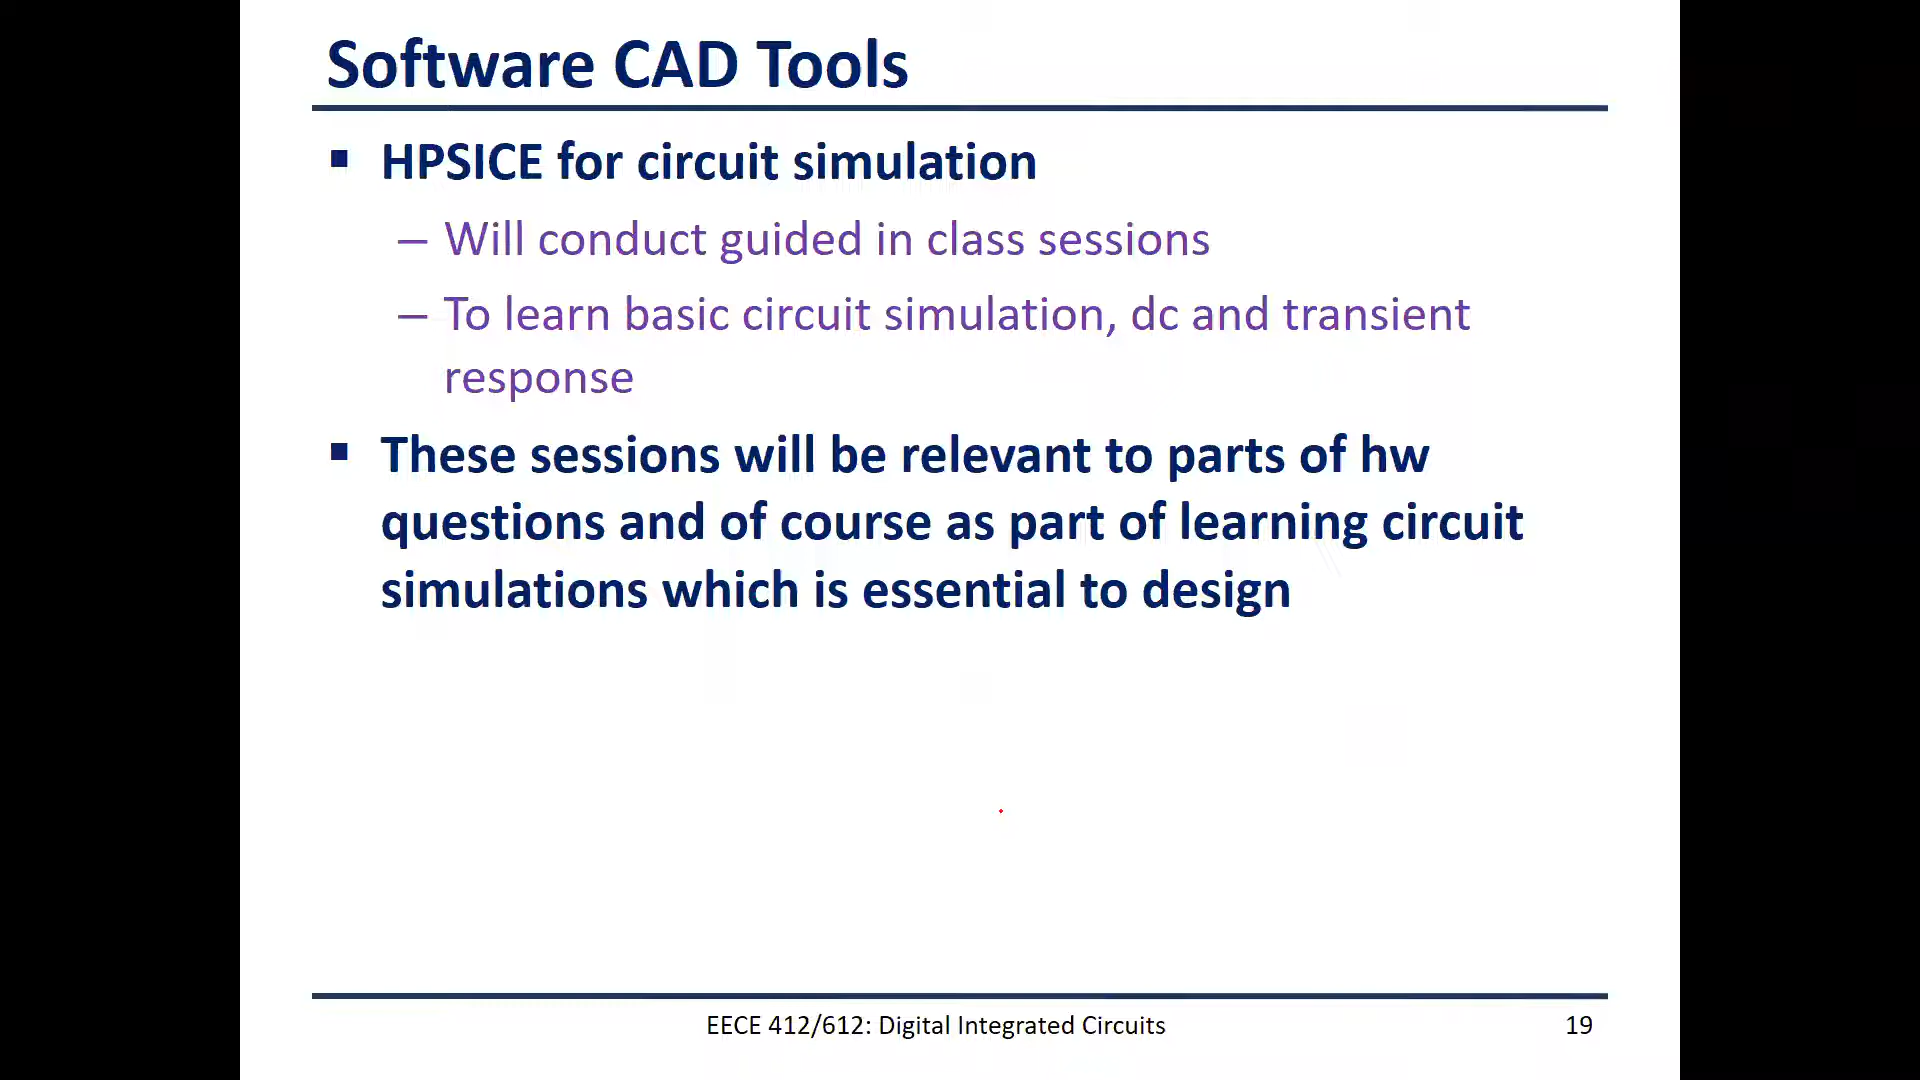 Software CAD Tools
▪ HPSICE for circuit simulation
– Will conduct guided in class sessions
– To learn basic circuit simulation, dc and transient
response
▪ These sessions will be relevant to parts of hw
questions and of course as part of learning circuit
simulations which is essential to design
EECE 412/612: Digital Integrated Circuits
19